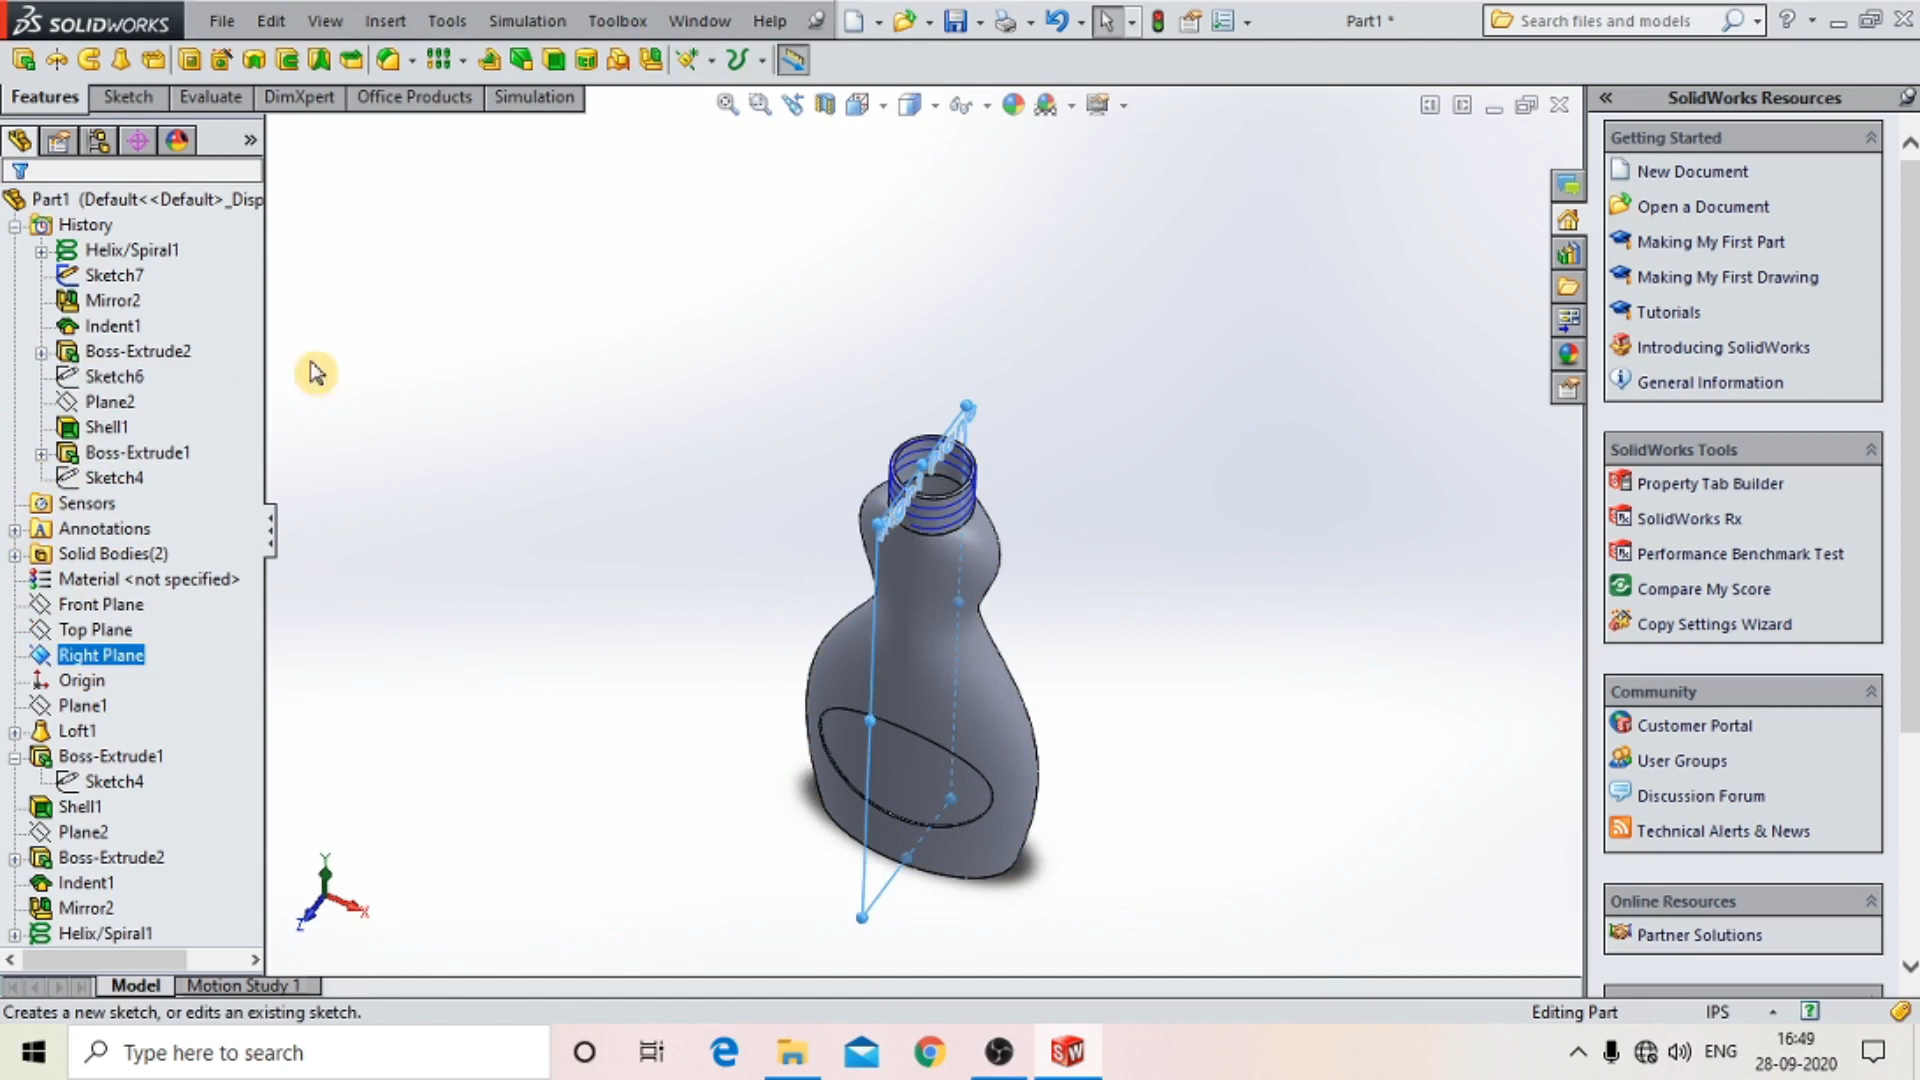 SOLIDWORKS File Edit View Insert Tools Simulation Toolbox Window Help Part1 * Search files and models
Features Sketch Evaluate DimXpert Office Products Simulation
Part1 (Default<<Default>_Disp
History
Helix/Spiral1
Sketch7
Mirror2
Indent1
Boss-Extrude2
Sketch6
Plane2
Shell1
Boss-Extrude1
Sketch4
Sensors
Annotations
Solid Bodies(2)
Material <not specified>
Front Plane
Top Plane
Right Plane
Origin
Plane1
Loft1
Boss-Extrude1
Sketch4
Shell1
Plane2
Boss-Extrude2
Indent1
Mirror2
Helix/Spiral1
Y
X
Z
SolidWorks Resources
Getting Started
New Document
Open a Document
Making My First Part
Making My First Drawing
Tutorials
Introducing SolidWorks
General Information
SolidWorks Tools
Property Tab Builder
SolidWorks Rx
Performance Benchmark Test
Compare My Score
Copy Settings Wizard
Community
Customer Portal
User Groups
Discussion Forum
Technical Alerts & News
Online Resources
Partner Solutions
Model Motion Study 1
Creates a new sketch, or edits an existing sketch. Editing Part IPS
Type here to search
ENG
16:49
28-09-2020